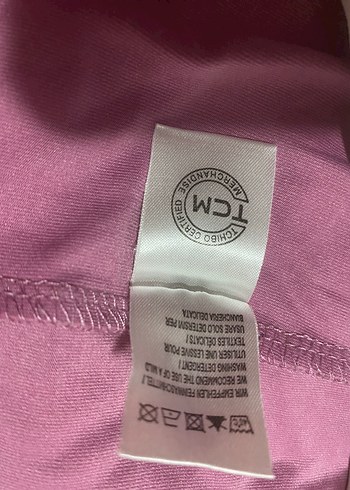 TCM
TCHIBO CERTIFIED MERCHANDISE
WIR EMPFEHLEN FEINWASCHMITTEL /
WE RECOMMEND THE USE OF A MILD
WASHING DETERGENT /
UTILISER UNE LESSIVE POUR
TEXTILES DÉLICATS /
USARE SOLO DETERSIVI PER
BIANCHERIA DELICATA